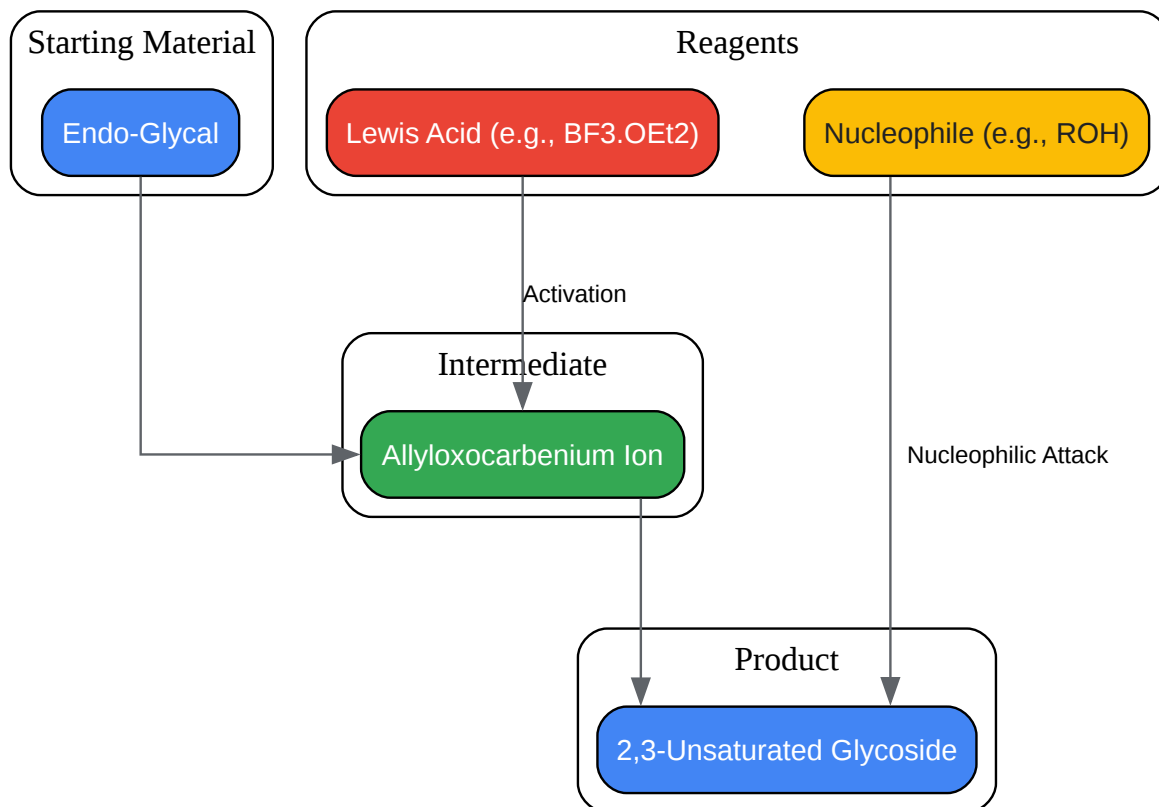 Starting Material
Reagents
Endo-Glycal
Lewis Acid (e.g., BF3.OEt2)
Nucleophile (e.g., ROH)
Activation
Intermediate
Allyloxocarbenium Ion
Nucleophilic Attack
Product
2,3-Unsaturated Glycoside